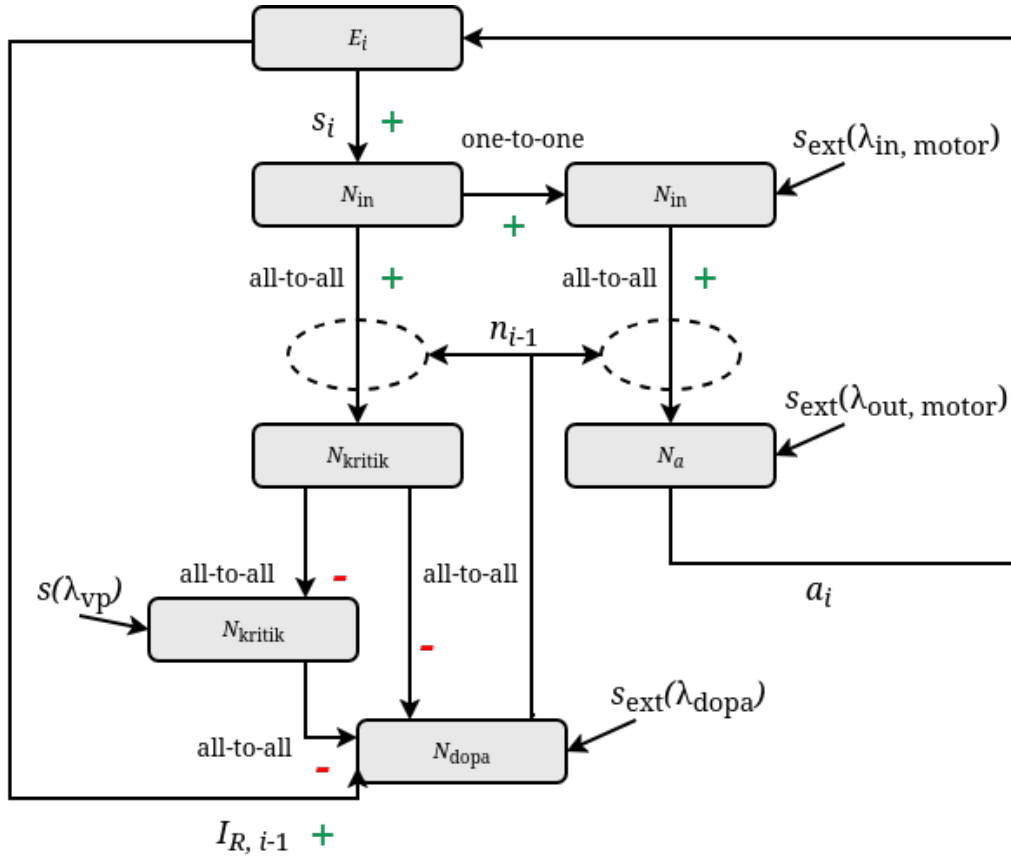 E_i
s_i
+
one-to-one
s_ext(λ_in, motor)
N_in
N_in
+
all-to-all
+
all-to-all
+
n_i-1
s_ext(λ_out, motor)
N_kritik
N_a
all-to-all
-
all-to-all
s(λ_vp)
a_i
N_kritik
-
s_ext(λ_dopa)
all-to-all
-
N_dopa
I_R, i-1
+